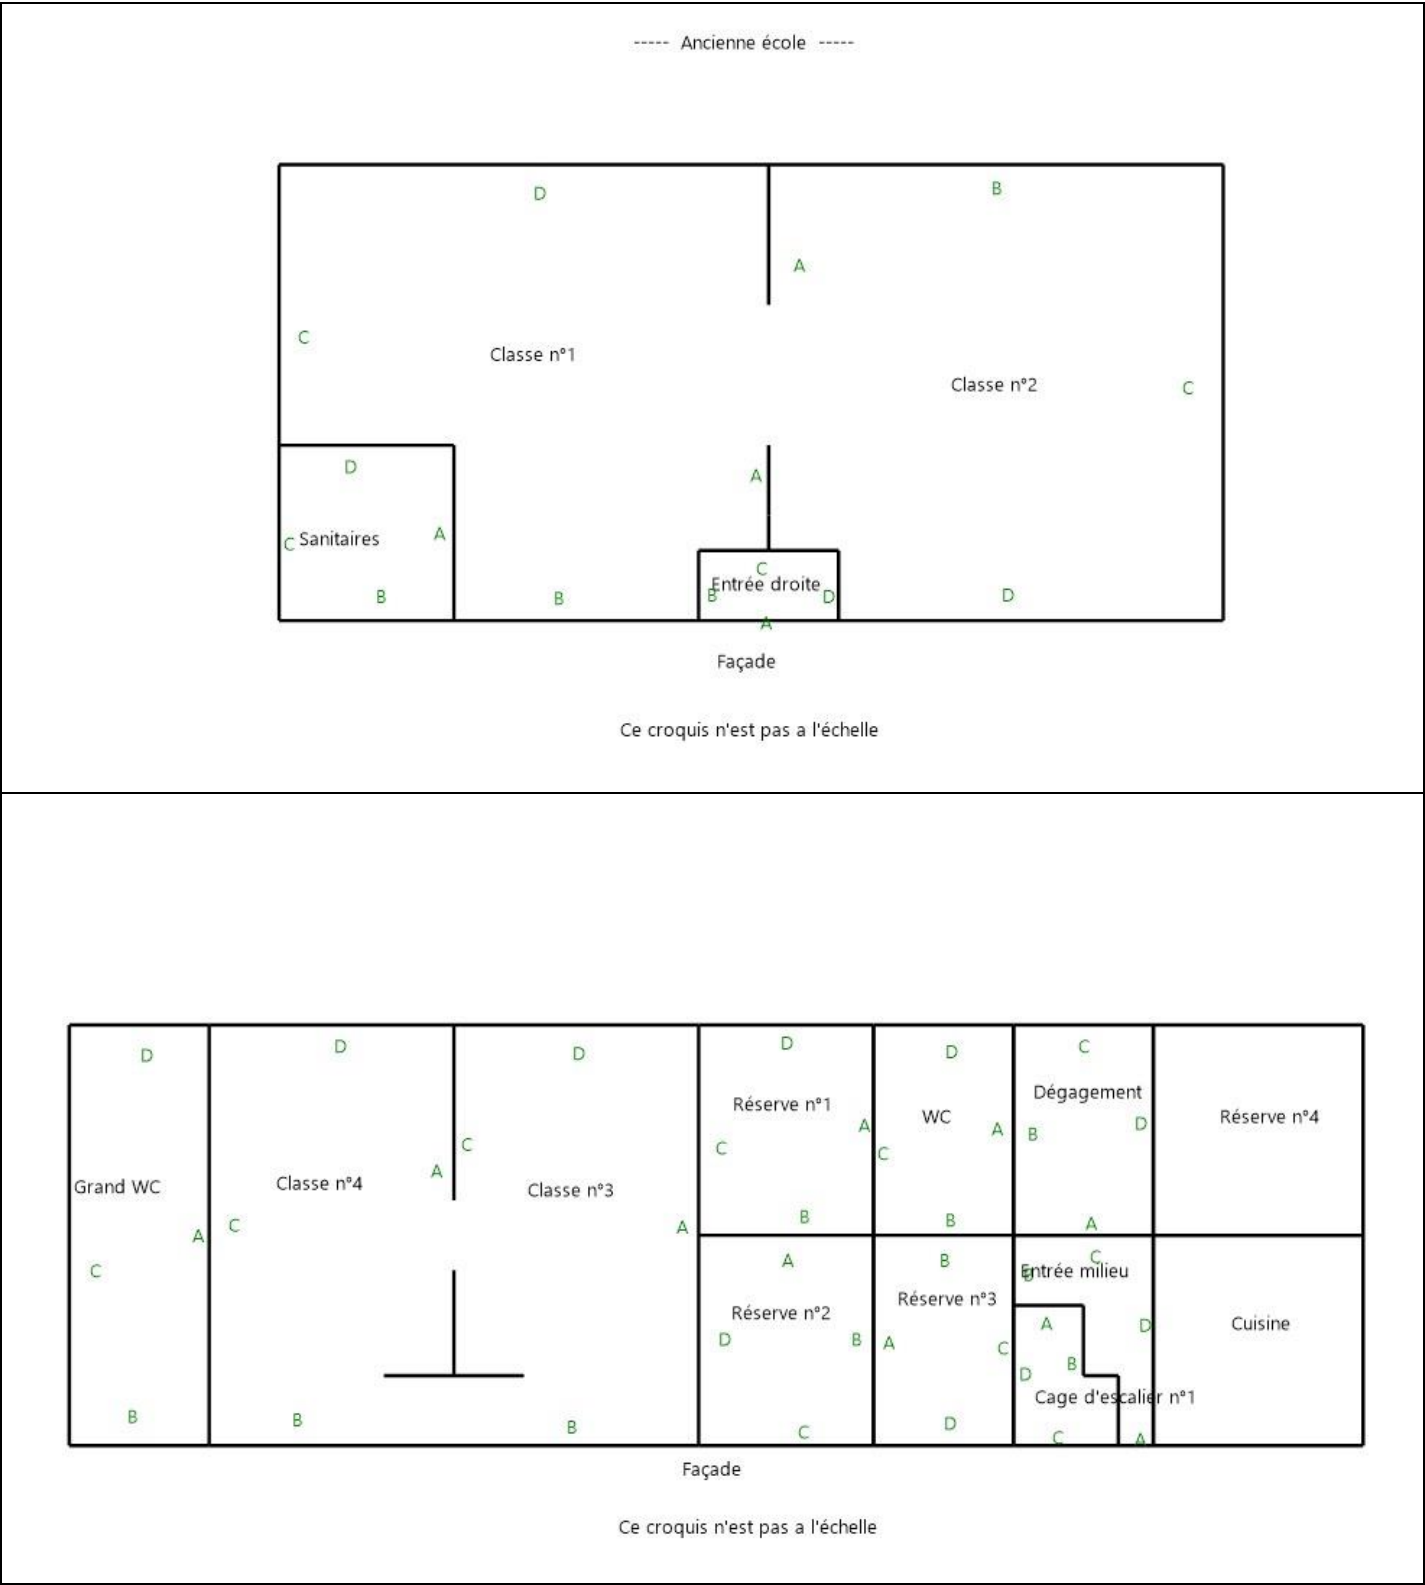 ----- Ancienne école -----
D
B
A
C
Classe n°1
Classe n°2
C
D
A
Sanitaires
C
A
C
Entrée droite
B
D
B
B
D
A
Façade
Ce croquis n'est pas a l'échelle
D
D
D
D
D
C
Dégagement
Réserve n°1
WC
Réserve n°4
C
A
C
A
C
B
D
Grand WC
Classe n°4
A
Classe n°3
B
B
A
A
C
C
A
A
B
C
Entrée milieu
B
C
Réserve n°2
Réserve n°3
A
D
Cuisine
D
B
A
C
D
B
Cage d'escalier n°1
B
B
B
C
D
C
A
Façade
Ce croquis n'est pas a l'échelle